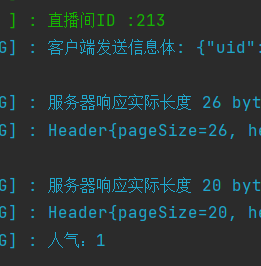 ] : 直播间ID :213
G] : 客户端发送信息体: {"uid":
G] : 服务器响应实际长度 26 byt
G] : Header{pageSize=26, he
G] : 服务器响应实际长度 20 byt
G] : Header{pageSize=20, he
G] : 人气：1